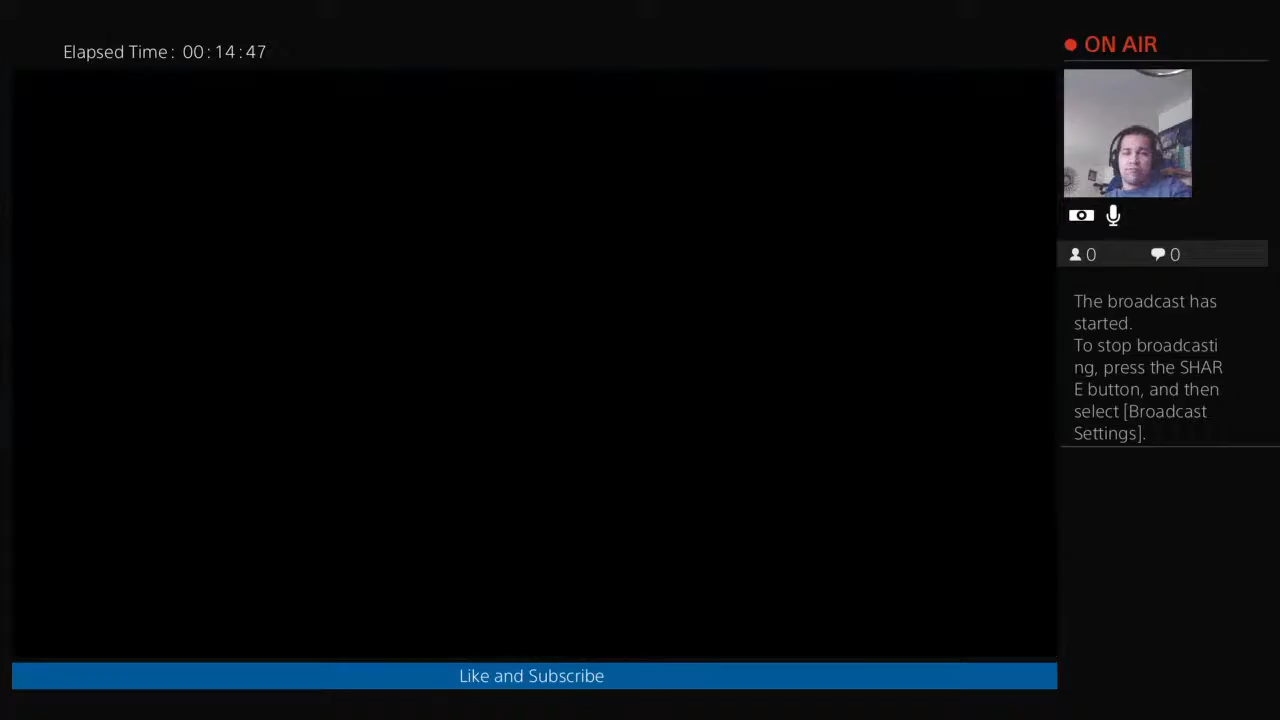 Elapsed Time: 00:14:47
ON AIR
0 0
The broadcast has
started.
To stop broadcasti
ng, press the SHAR
E button, and then
select [Broadcast
Settings].
Like and Subscribe